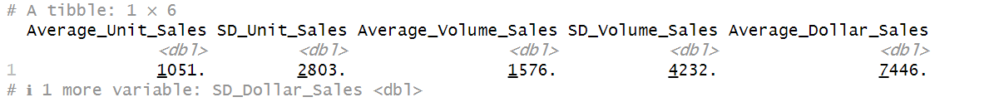 # A tibble: 1 × 6
Average_Unit_Sales SD_Unit_Sales Average_Volume_Sales SD_Volume_Sales Average_Dollar_Sales
<dbl> <dbl> <dbl> <dbl> <dbl>
1 1051. 2803. 1576. 4232. 7446.
# ℹ 1 more variable: SD_Dollar_Sales <dbl>